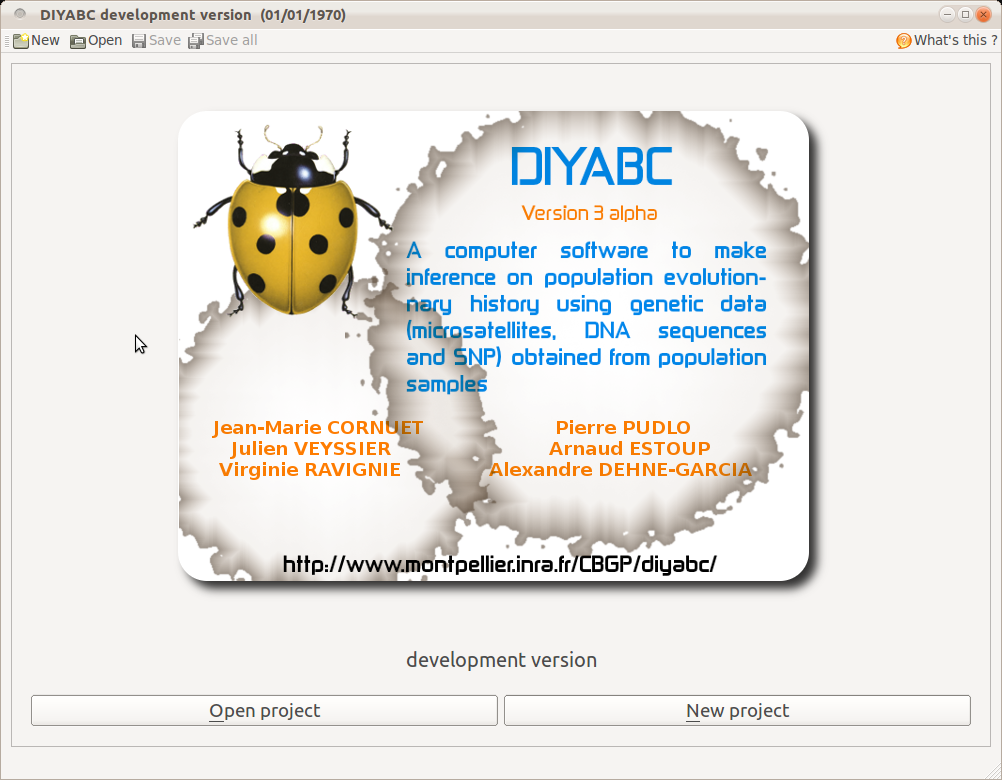 DIYABC development version (01/01/1970)
New Open Save Save all What's this ?
DIYABC
Version 3 alpha
A computer software to make
inference on population evolution-
nary history using genetic data
(microsatellites, DNA sequences
and SNP) obtained from population
samples
Jean-Marie CORNUET
Julien VEYSSIER
Virginie RAVIGNIE
Pierre PUDLO
Arnaud ESTOUP
Alexandre DEHNE-GARCIA
http://www.montpellier.inra.fr/CBGP/diyabc/
development version
Open project New project